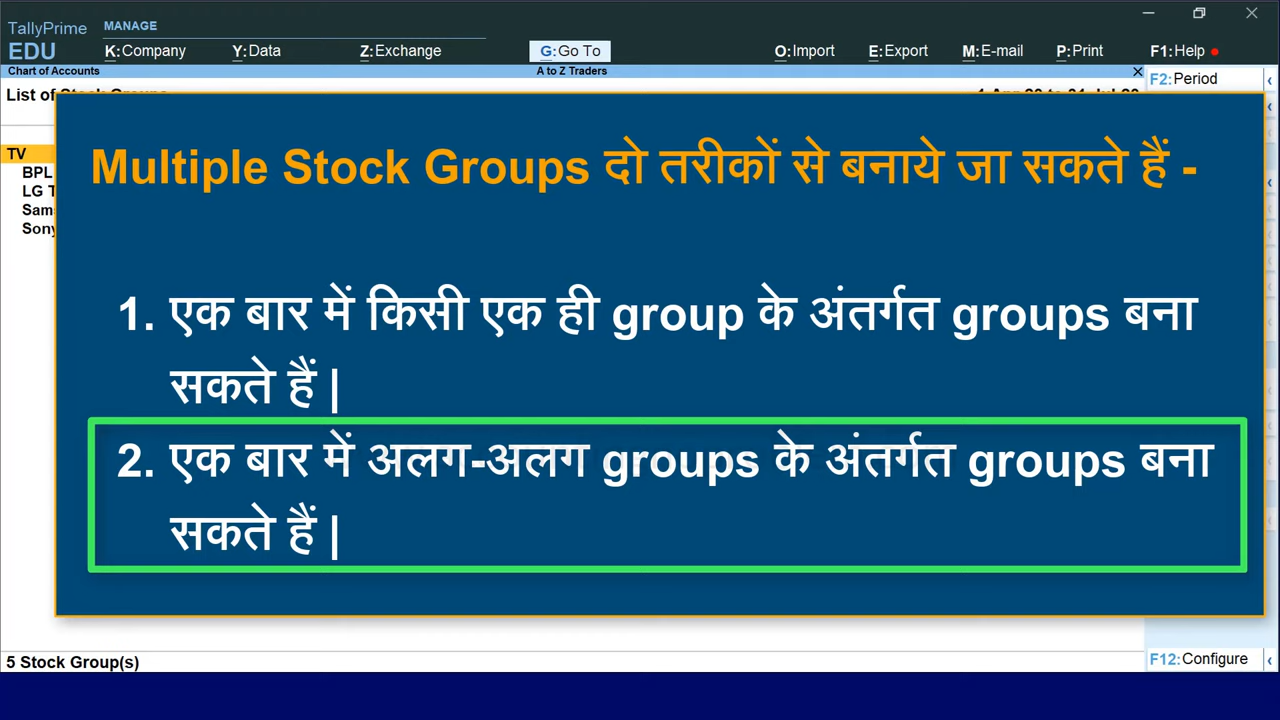 TallyPrime
MANAGE
EDU
K:Company Y:Data Z:Exchange G:Go To O:Import E:Export M:E-mail P:Print F1:Help
Chart of Accounts A to Z Traders
F2:Period
List of
TV
BPL
LG
Multiple Stock Groups दो तरीकों से बनाये जा सकते हैं -
1. एक बार में किसी एक ही group के अंतर्गत groups बना
सकते हैं |
2. एक बार में अलग-अलग groups के अंतर्गत groups बना
सकते हैं |
5 Stock Group(s)
F12:Configure